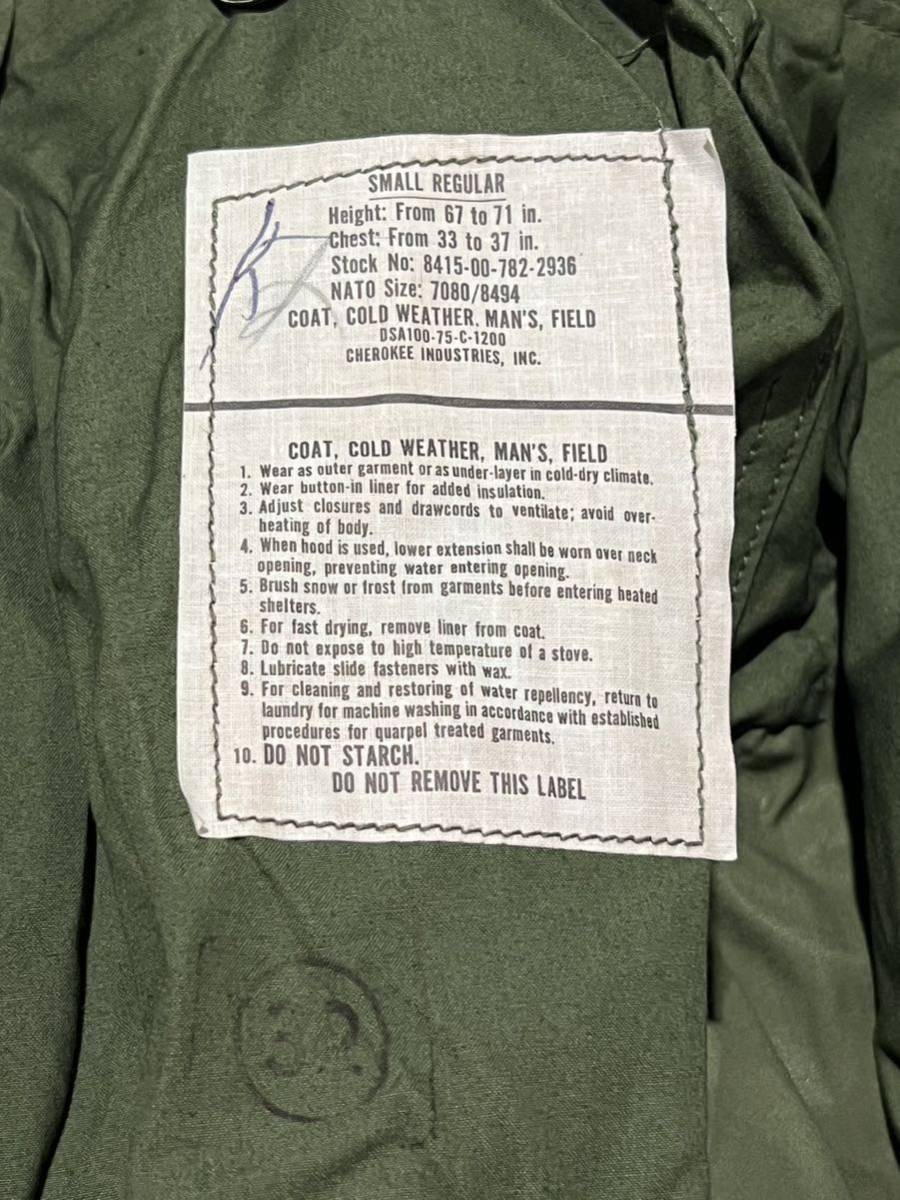 SMALL REGULAR
Height: From 67 to 71 in.
Chest: From 33 to 37 in.
Stock No: 8415-00-782-2936
NATO Size: 7080/8494
COAT, COLD WEATHER, MAN'S, FIELD
DSA100-75-C-1200
CHEROKEE INDUSTRIES, INC.
COAT, COLD WEATHER, MAN'S, FIELD
1. Wear as outer garment or as under-layer in cold-dry climate.
2. Wear button-in liner for added insulation.
3. Adjust closures and drawcords to ventilate; avoid over-
heating of body.
4. When hood is used, lower extension shall be worn over neck
opening, preventing water entering opening.
5. Brush snow or frost from garments before entering heated
shelters.
6. For fast drying, remove liner from coat.
7. Do not expose to high temperature of a stove.
8. Lubricate slide fasteners with wax.
9. For cleaning and restoring of water repellency, return to
laundry for machine washing in accordance with established
procedures for quarpel treated garments.
10. DO NOT STARCH.
DO NOT REMOVE THIS LABEL